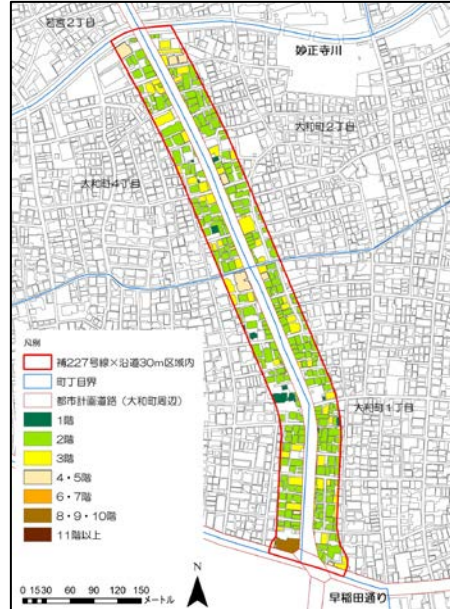 若宮2丁目
妙正寺川
大和町2丁目
大和町4丁目
大和町1丁目
凡例
補227号線×沿道30m区域内
町丁目界
都市計画道路（大和町周辺）
1階
2階
3階
4・5階
6・7階
8・9・10階
11階以上
N
0 1530 60 90 120 150
メートル
早稲田通り